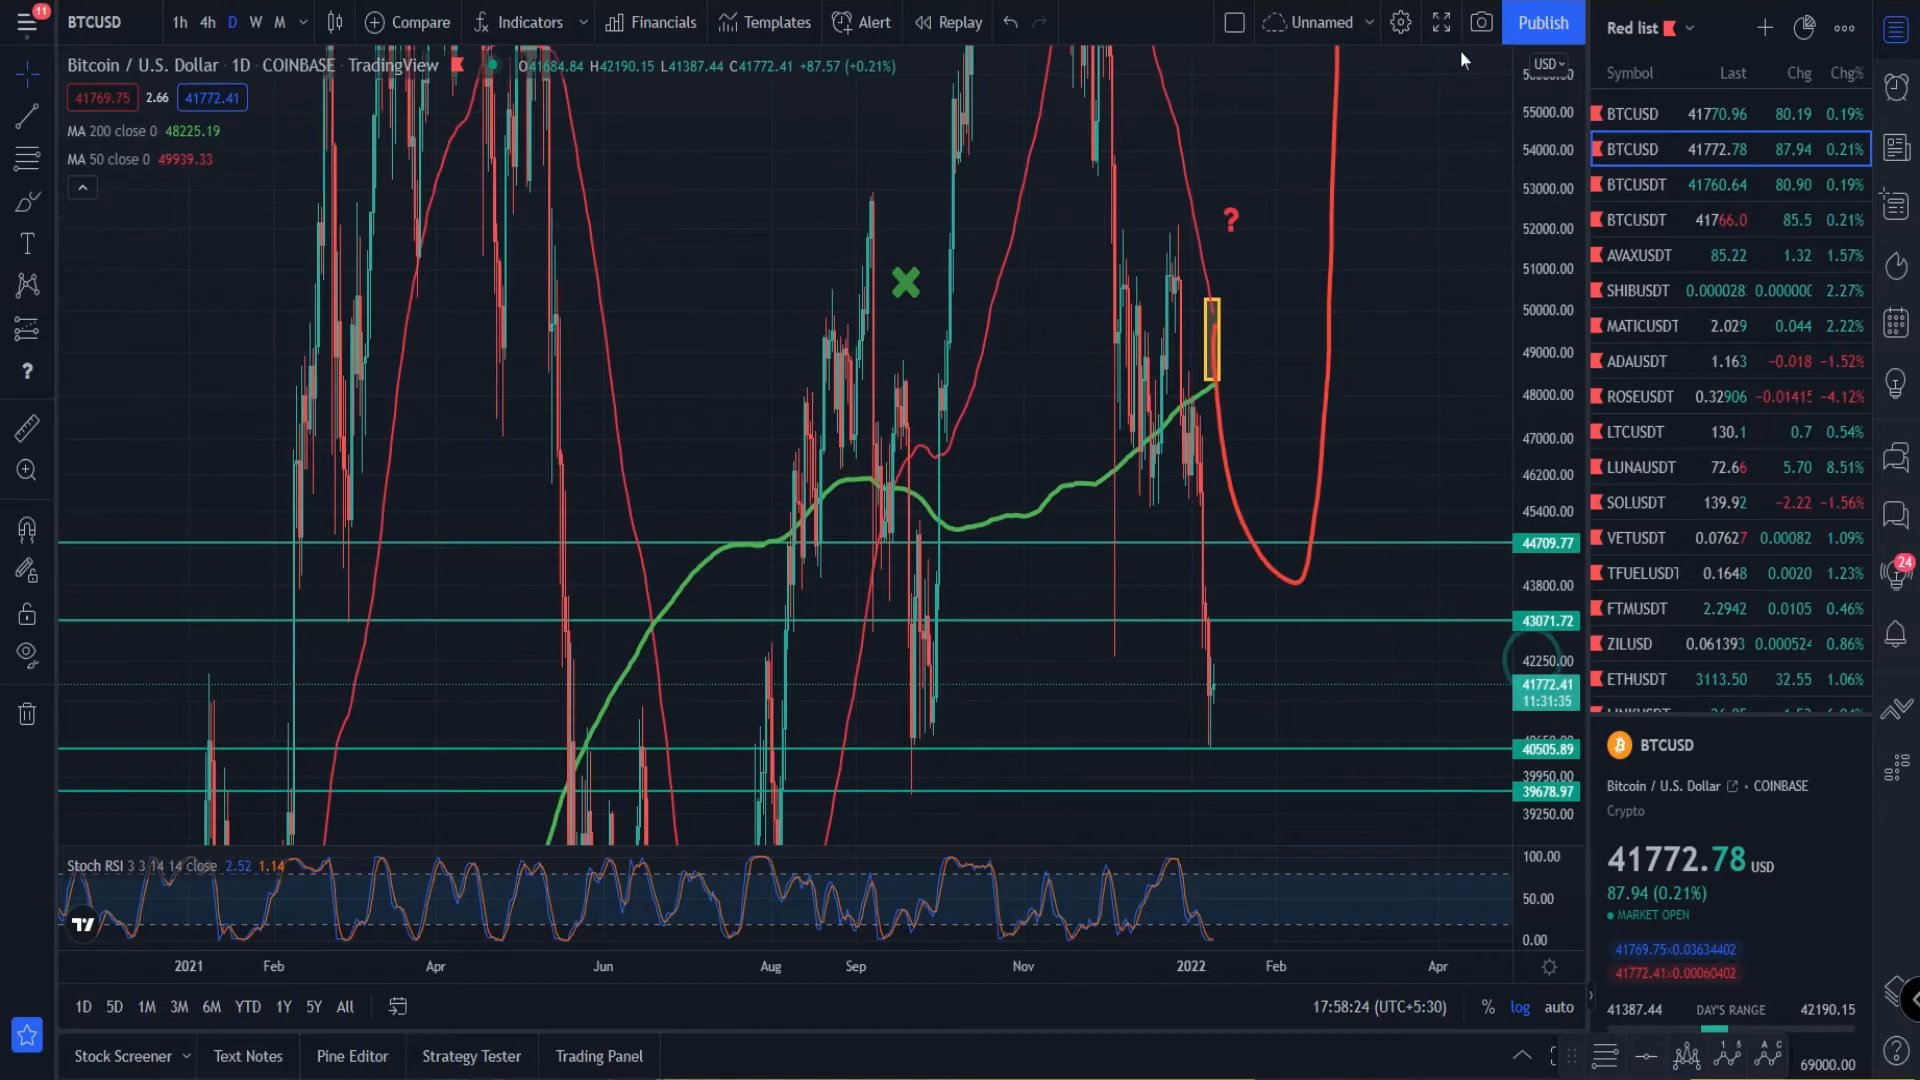 11
BTCUSD 1h 4h D W M Compare Indicators Financials Templates Alert Replay Unnamed Publish
Red list
Bitcoin / U.S. Dollar · 1D · COINBASE · TradingView O41684.84 H42190.15 L41387.44 C41772.41 +87.57 (+0.21%)
USD
41769.75 2.66 41772.41
MA 200 close 0 48225.19
MA 50 close 0 49939.33
?
55000.00
54000.00
53000.00
52000.00
51000.00
50000.00
49000.00
48000.00
47000.00
46200.00
45400.00
44709.77
43800.00
43071.72
42250.00
41772.41
11:31:35
40505.89
39950.00
39678.97
39250.00
Symbol Last Chg Chg%
BTCUSD 41770.96 80.19 0.19%
BTCUSD 41772.78 87.94 0.21%
BTCUSDT 41760.64 80.90 0.19%
BTCUSDT 41766.0 85.5 0.21%
AVAXUSDT 85.22 1.32 1.57%
SHIBUSDT 0.0000028 0.00000 2.27%
MATICUSDT 2.029 0.044 2.22%
ADAUSDT 1.163 −0.018 −1.52%
ROSEUSDT 0.32906 −0.01415 −4.12%
LTCUSDT 130.1 0.7 0.54%
LUNAUSDT 72.66 5.70 8.51%
SOLUSDT 139.92 −2.22 −1.56%
VETUSDT 0.07627 0.00082 1.09%
TFUELUSDT 0.1648 0.0020 1.23%
FTMUSDT 2.2942 0.0105 0.46%
ZILUSD 0.061393 0.000524 0.86%
ETHUSDT 3113.50 32.55 1.06%
24
BTCUSD
Bitcoin / U.S. Dollar · COINBASE
Crypto
41772.78 USD
87.94 (0.21%)
MARKET OPEN
41769.75x0.03634402
41772.41x0.00060402
41387.44 DAY'S RANGE 42190.15
69000.00
Stoch RSI 3 3 14 14 close 2.52 1.14
100.00
50.00
0.00
2021 Feb Apr Jun Aug Sep Nov 2022 Feb Apr
1D 5D 1M 3M 6M YTD 1Y 5Y All 17:58:24 (UTC+5:30) % log auto
Stock Screener Text Notes Pine Editor Strategy Tester Trading Panel